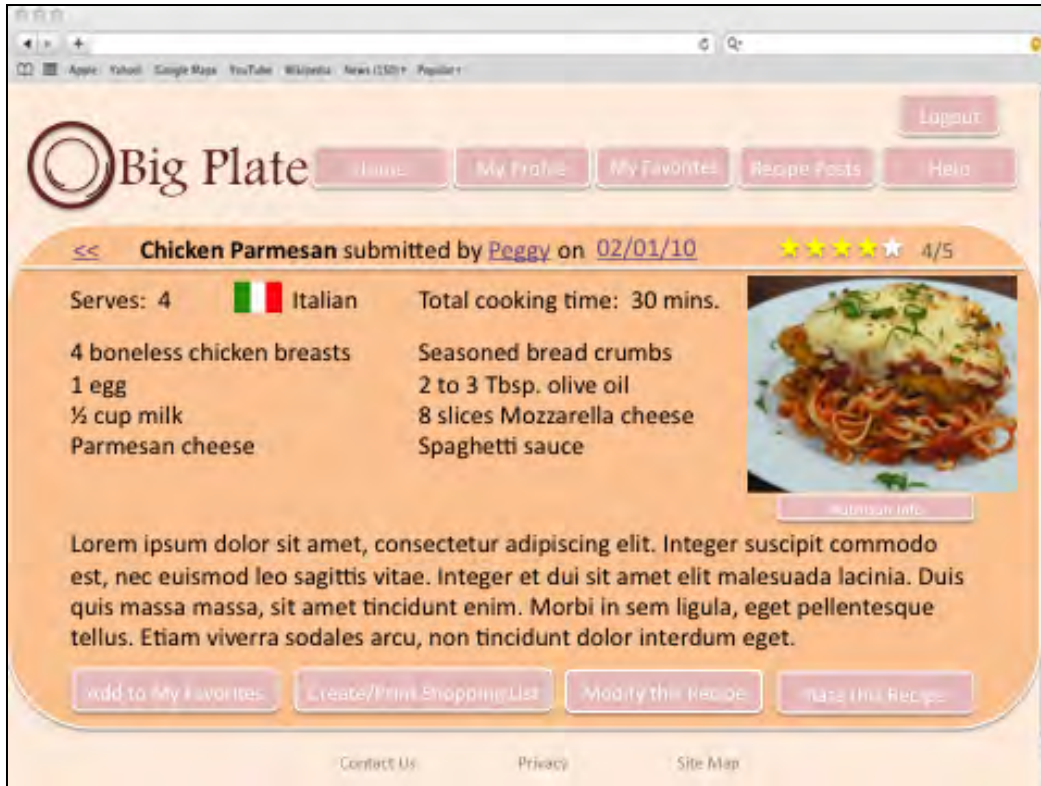 Apple Yahoo! Google Maps YouTube Wikipedia News (150) Popular
Logout
Big Plate Home My Profile My Favorites Recipe Posts Help
<< Chicken Parmesan submitted by Peggy on 02/01/10 4/5
Serves: 4 Italian Total cooking time: 30 mins.
4 boneless chicken breasts Seasoned bread crumbs
1 egg 2 to 3 Tbsp. olive oil
½ cup milk 8 slices Mozzarella cheese
Parmesan cheese Spaghetti sauce
Nutrition Info
Lorem ipsum dolor sit amet, consectetur adipiscing elit. Integer suscipit commodo
est, nec euismod leo sagittis vitae. Integer et dui sit amet elit malesuada lacinia. Duis
quis massa massa, sit amet tincidunt enim. Morbi in sem ligula, eget pellentesque
tellus. Etiam viverra sodales arcu, non tincidunt dolor interdum eget.
Add to My Favorites Create/Print Shopping List Modify this Recipe Rate this Recipe
Contact Us Privacy Site Map